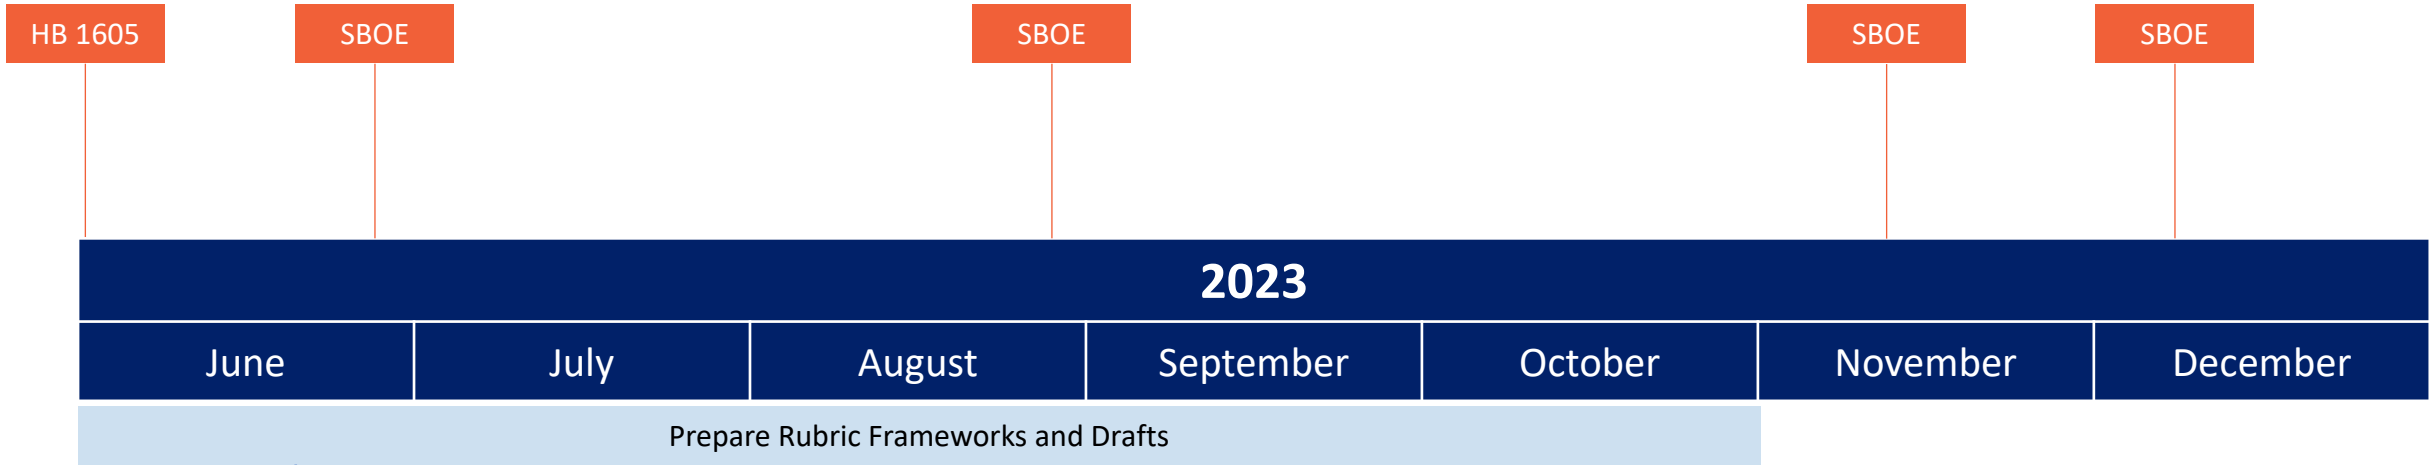 HB 1605
SBOE
SBOE
SBOE
SBOE
2023
June
July
August
September
October
November
December
Prepare Rubric Frameworks and Drafts